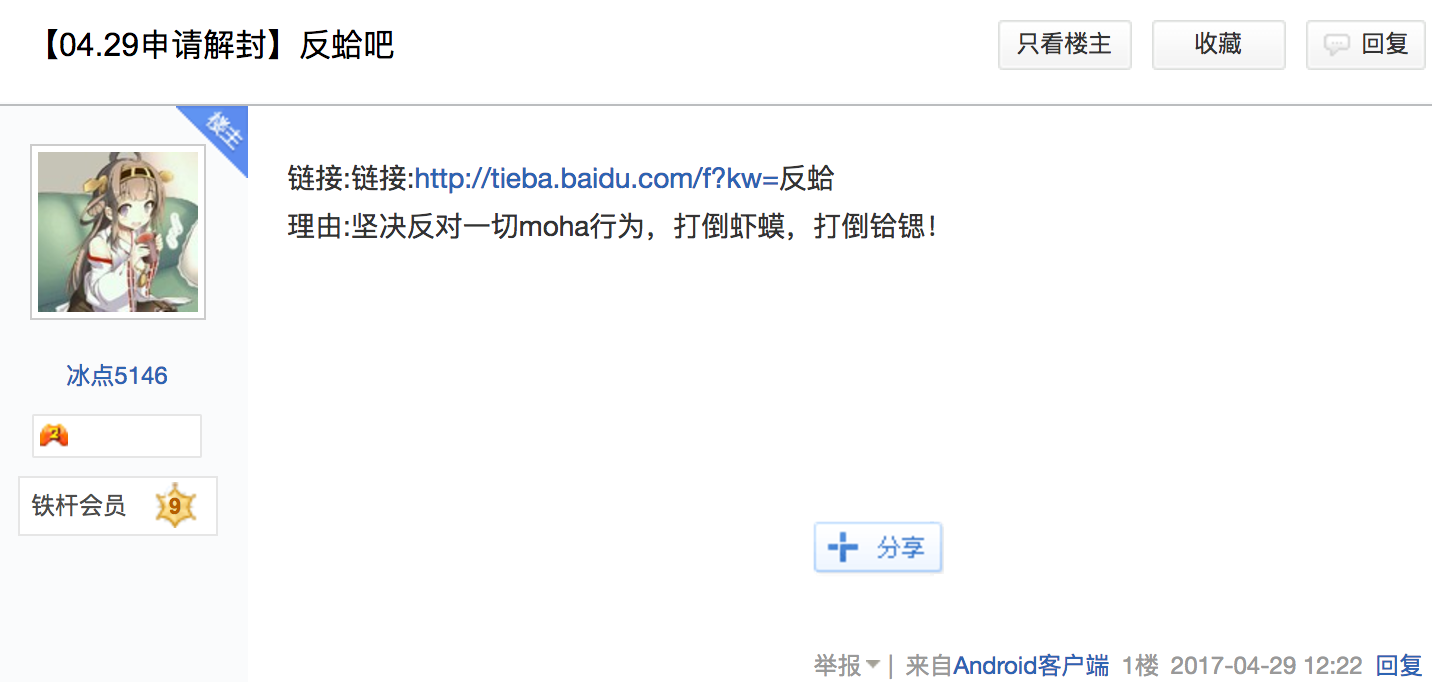 【04.29申请解封】反蛤吧
只看楼主
收藏
回复
楼主
链接:链接:http://tieba.baidu.com/f?kw=反蛤
理由:坚决反对一切moha行为，打倒虾蟆，打倒铪锶！
冰点5146
2
铁杆会员 9
分享
举报 | 来自Android客户端 1楼 2017-04-29 12:22 回复